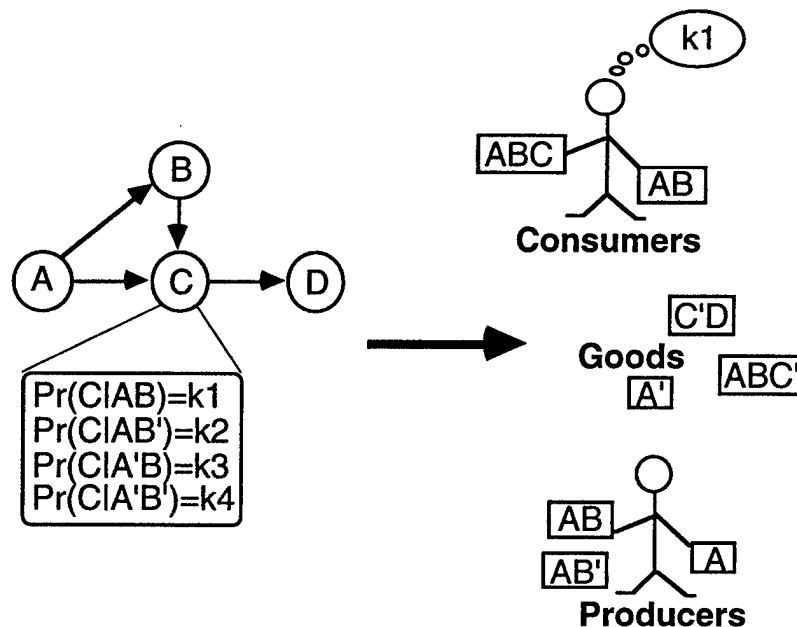 B
A
C
D
Pr(C|AB)=k1
Pr(C|AB')=k2
Pr(C|A'B)=k3
Pr(C|A'B')=k4
k1
ABC
AB
Consumers
C'D
Goods
ABC'
A'
AB
A
AB'
Producers